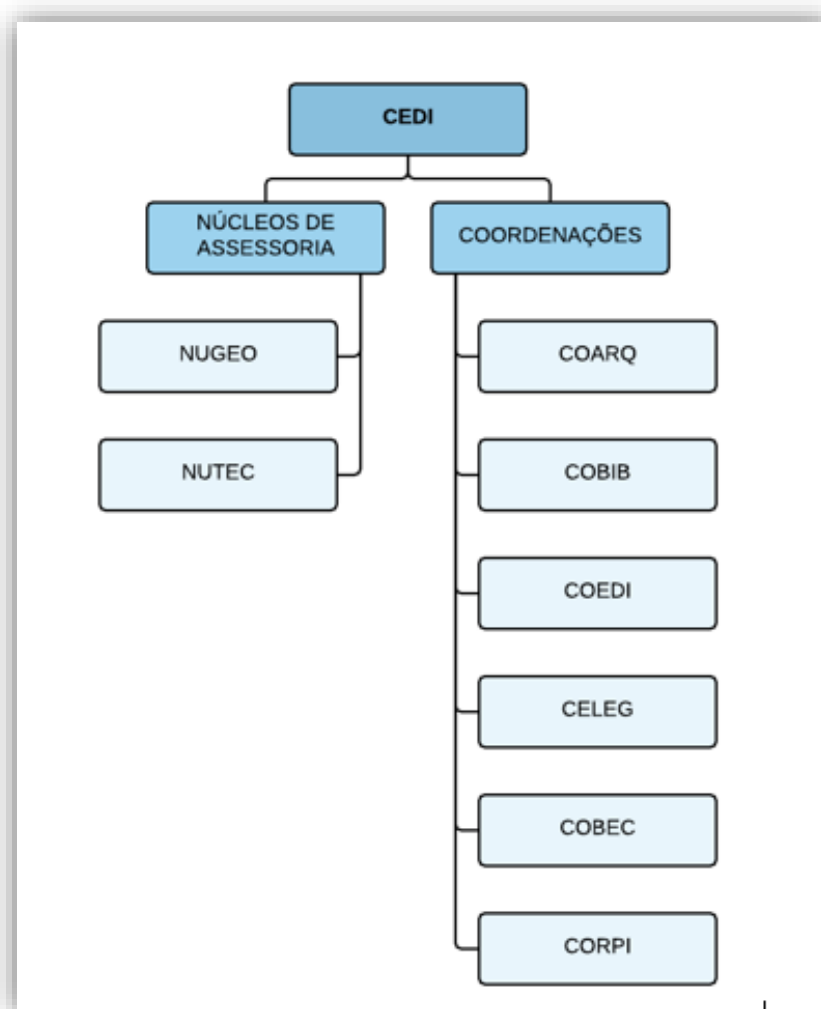 CEDI
NÚCLEOS DE
ASSESSORIA
COORDENAÇÕES
NUGEO
NUTEC
COARQ
COBIB
COEDI
CELEG
COBEC
CORPI